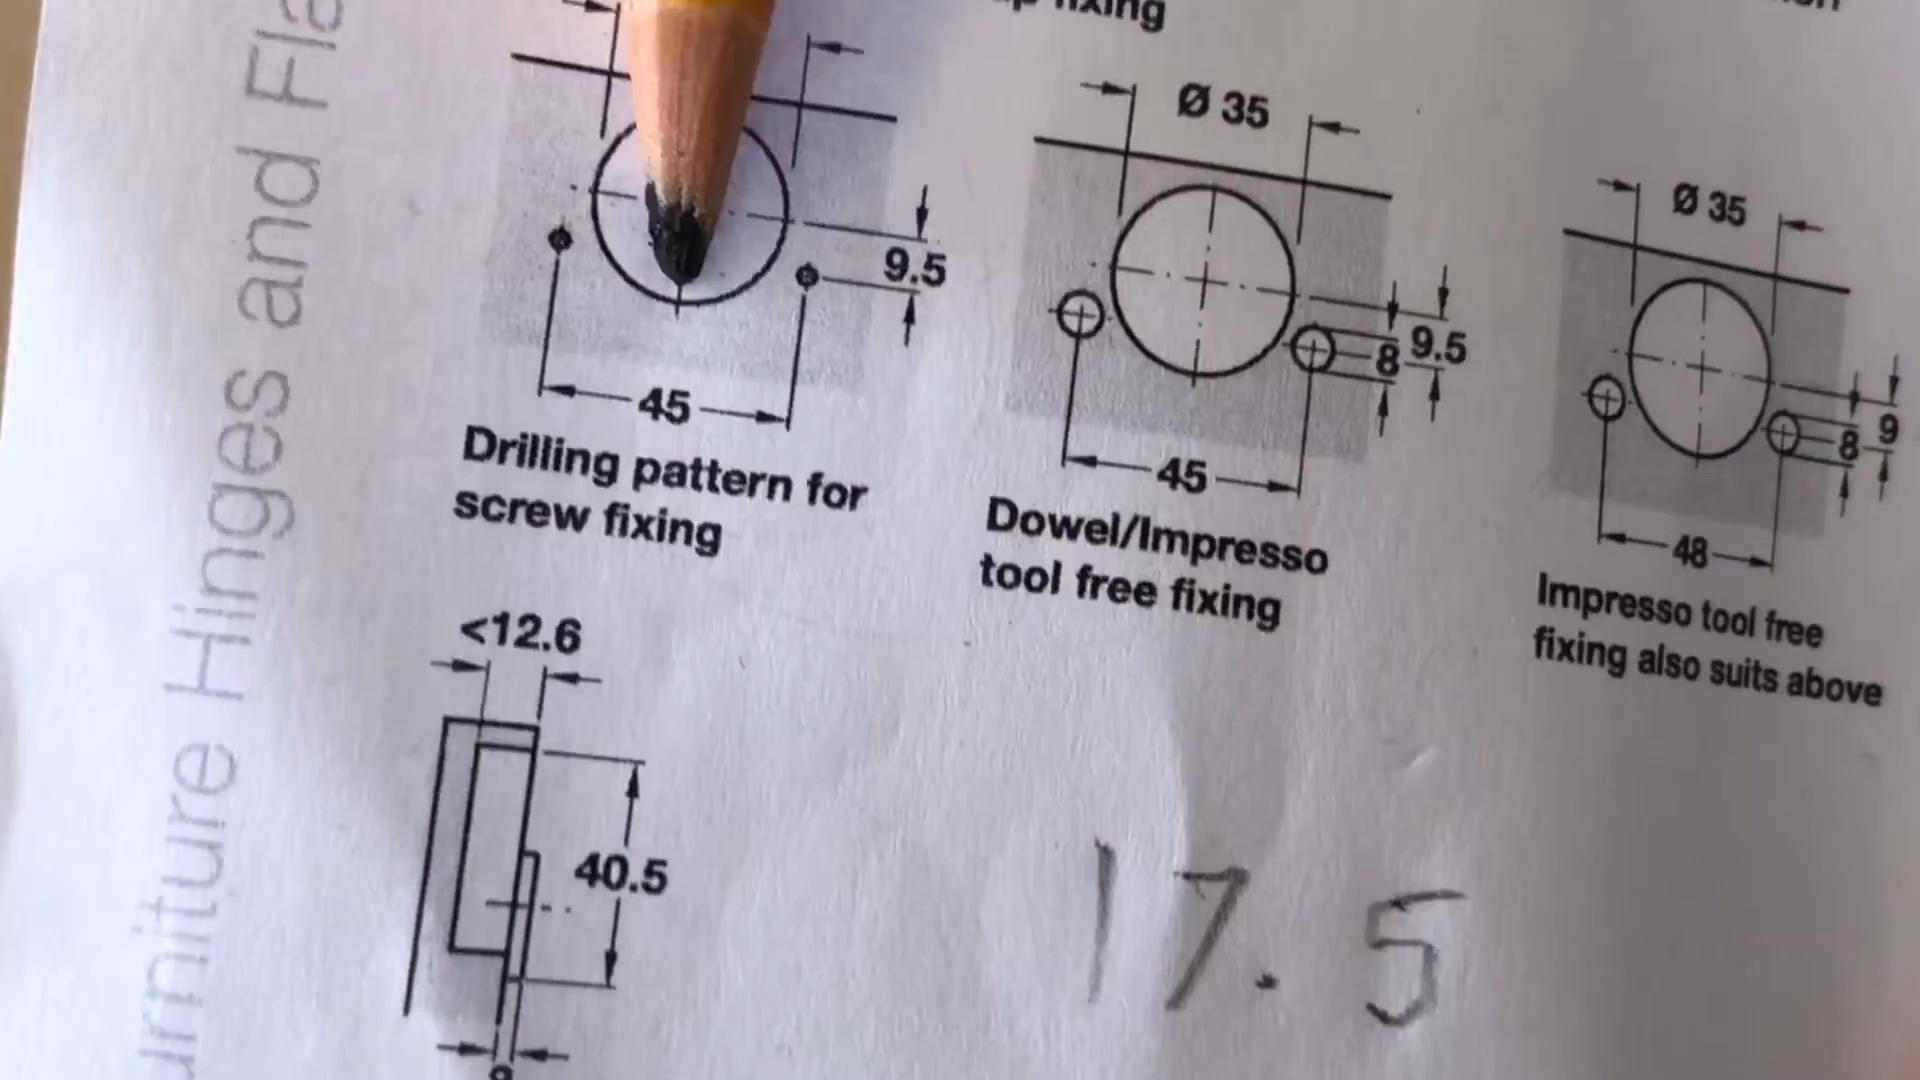 fixing
Ø 35
9.5
45
Drilling pattern for
screw fixing
Ø 35
8
9.5
45
Dowel/Impresso
tool free fixing
Ø 35
8
9
48
Impresso tool free
fixing also suits above
<12.6
40.5
17.5
Hinges and